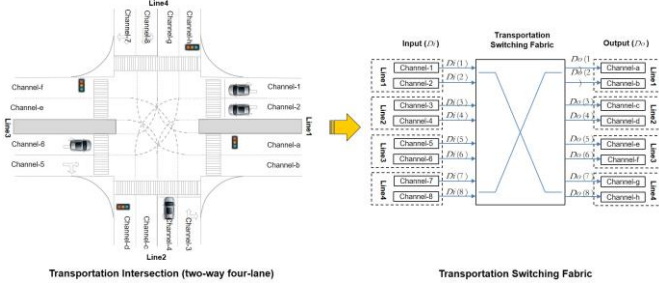 Line4
Channel-7
Channel-8
Channel-g
Channel-h
Channel-f
Channel-e
Line3
Channel-6
Channel-5
Channel-1
Channel-2
Line1
Channel-a
Channel-b
Channel-d
Channel-c
Channel-4
Channel-3
Line2
Transportation Intersection (two-way four-lane)
Input (Di)
Transportation
Switching Fabric
Output (Do)
Line1
Channel-1
Di(1)
Do(1
Channel-a
Channel-2
Di(2)
Do(2
)
Channel-b
Line1
Line2
Channel-3
Di(3)
Do(3)
Channel-c
Channel-4
Di(4)
Do(4)
Channel-d
Line2
Line3
Channel-5
Di(5)
Do(5)
Channel-e
Channel-6
Di(6)
Do(6)
Channel-f
Line3
Line4
Channel-7
Di(7)
Do(7)
Channel-g
Channel-8
Di(8)
Do(8)
Channel-h
Line4
Transportation Switching Fabric